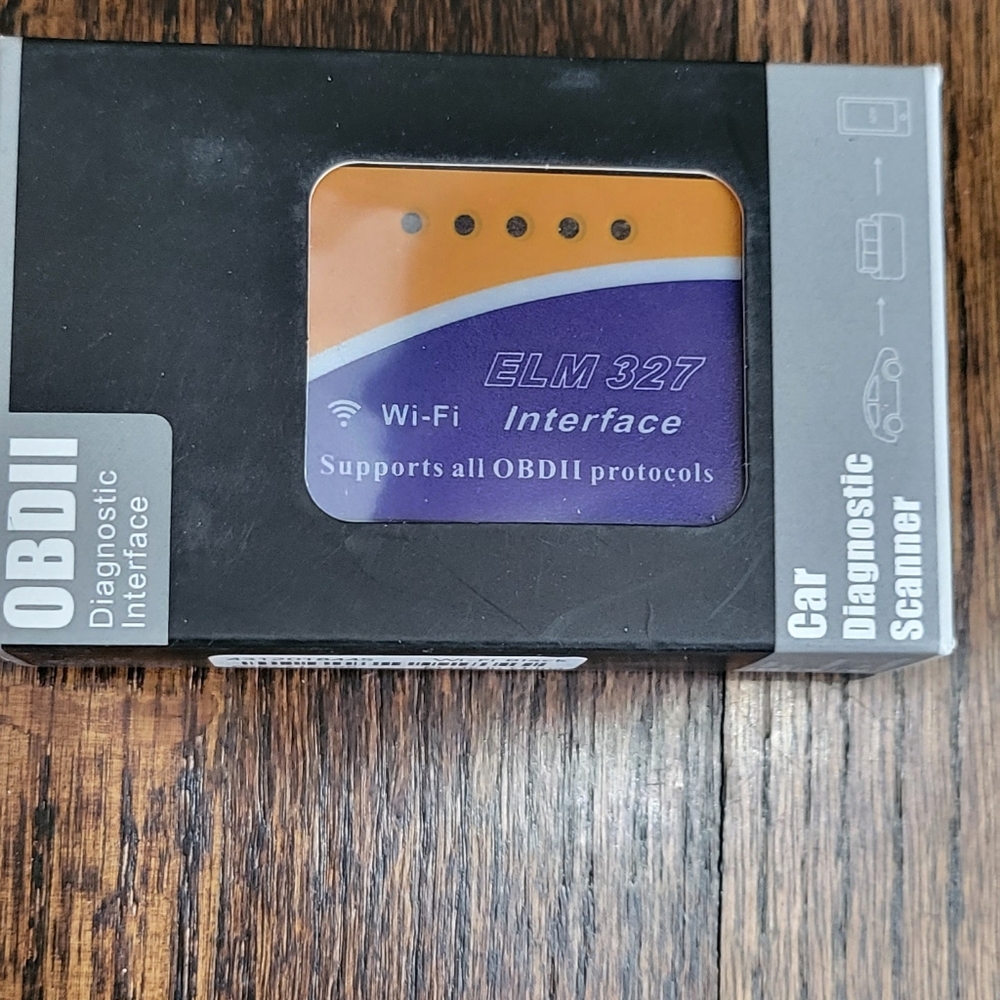 OBDII
Diagnostic
Interface
ELM 327
Wi-Fi Interface
Supports all OBDII protocols
Car
Diagnostic
Scanner